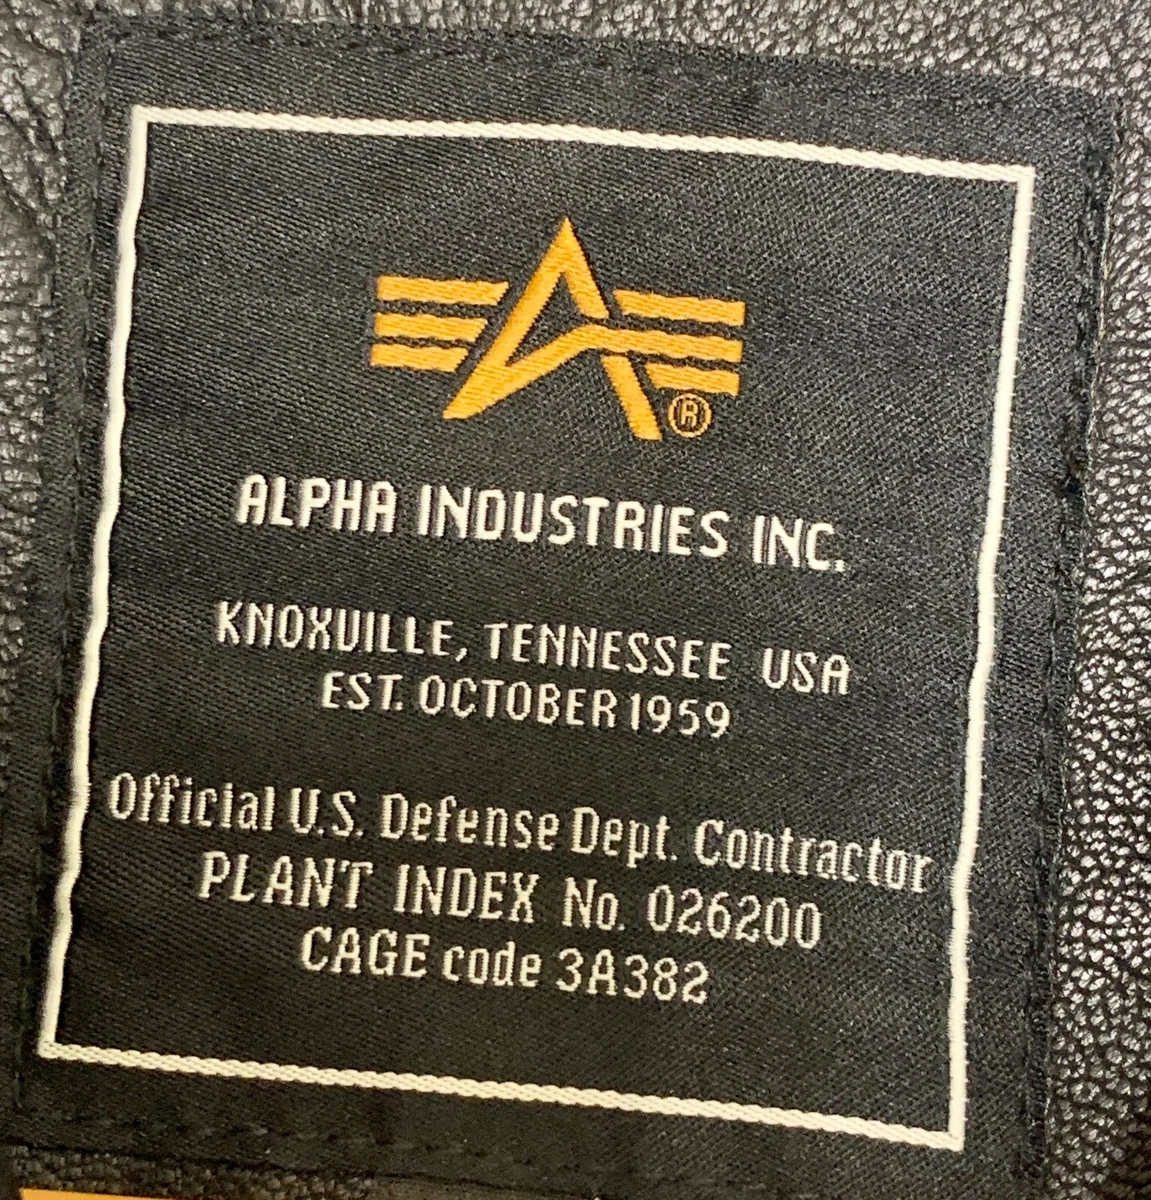 ®
ALPHA INDUSTRIES INC.
KNOXVILLE, TENNESSEE USA
EST. OCTOBER 1959
Official U.S. Defense Dept. Contractor
PLANT INDEX No. 026200
CAGE code 3A382